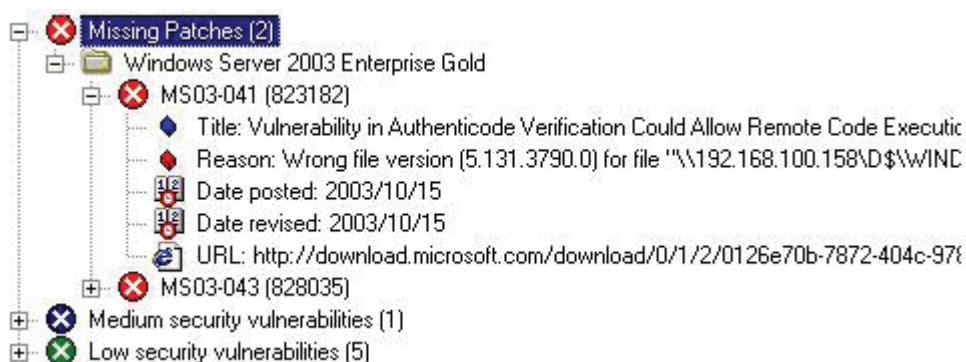 Missing Patches (2)
Windows Server 2003 Enterprise Gold
MS03-041 (823182)
Title: Vulnerability in Authenticode Verification Could Allow Remote Code Executic
Reason: Wrong file version (5.131.3790.0) for file "\\192.168.100.158\D$\WIND
Date posted: 2003/10/15
Date revised: 2003/10/15
URL: http://download.microsoft.com/download/0/1/2/0126e70b-7872-404c-978
MS03-043 (828035)
Medium security vulnerabilities (1)
Low security vulnerabilities (5)